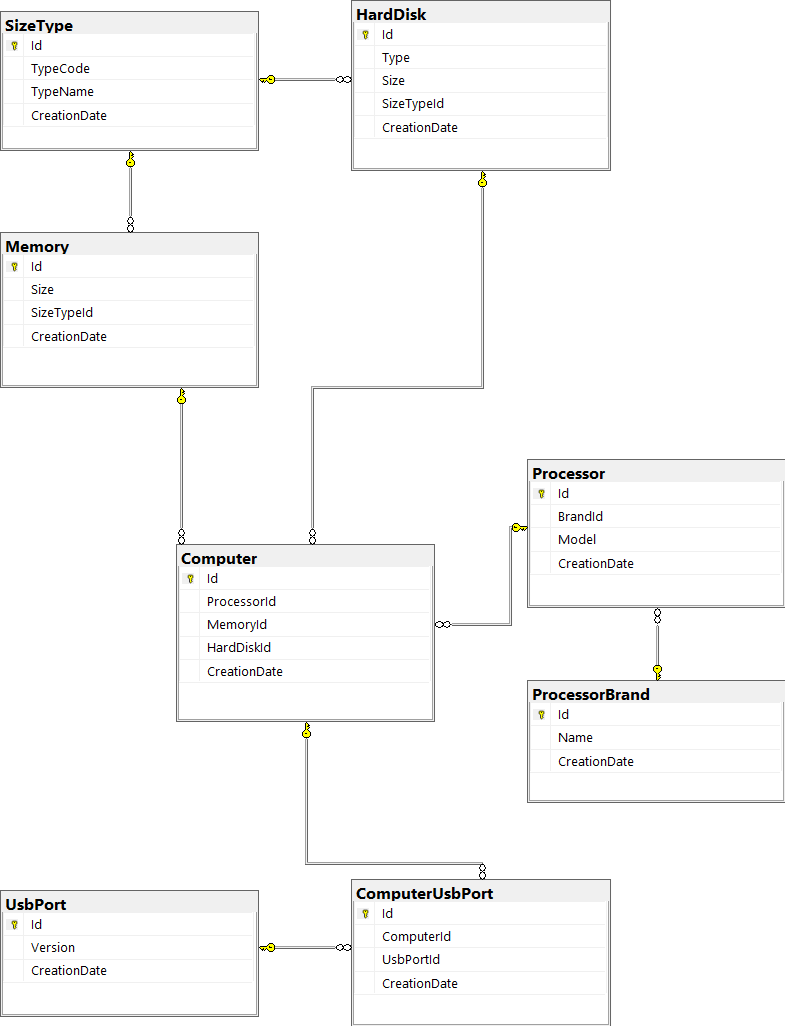 SizeType
Id
TypeCode
TypeName
CreationDate
HardDisk
Id
Type
Size
SizeTypeId
CreationDate
Memory
Id
Size
SizeTypeId
CreationDate
Processor
Id
BrandId
Model
CreationDate
Computer
Id
ProcessorId
MemoryId
HardDiskId
CreationDate
ProcessorBrand
Id
Name
CreationDate
UsbPort
Id
Version
CreationDate
ComputerUsbPort
Id
ComputerId
UsbPortId
CreationDate